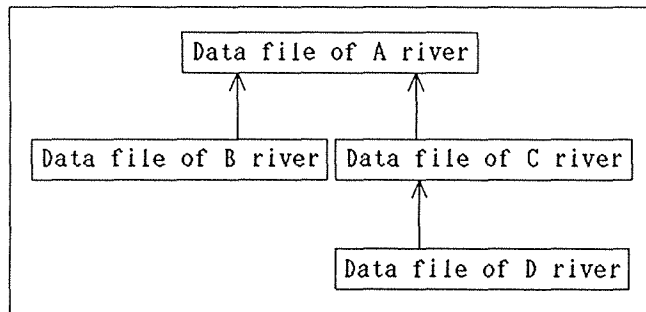 Data file of A river
Data file of B river
Data file of C river
Data file of D river